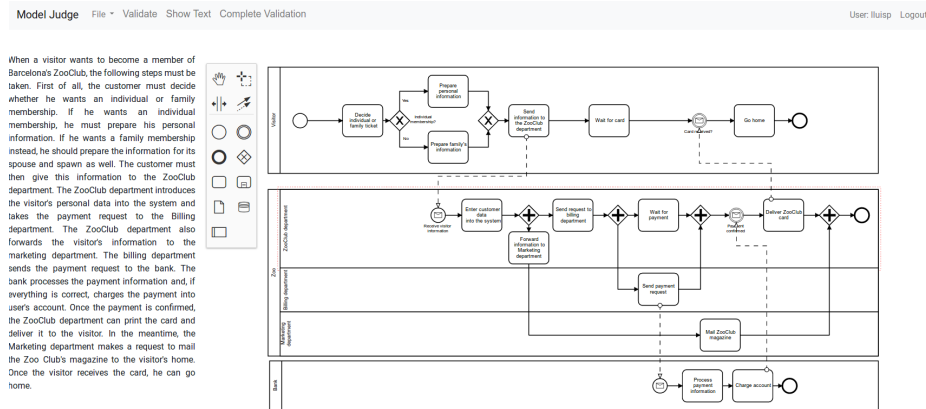 Model Judge File Validate Show Text Complete Validation User: lluisp Logout
When a visitor wants to become a member of
Barcelona's ZooClub, the following steps must be
taken. First of all, the customer must decide
whether he wants an individual or family
membership. If he wants an individual
membership, he must prepare his personal
information. If he wants a family membership
instead, he should prepare the information for its
spouse and spawn as well. The customer must
then give this information to the ZooClub
department. The ZooClub department introduces
the visitor's personal data into the system and
takes the payment request to the Billing
department. The ZooClub department also
forwards the visitor's information to the
marketing department. The billing department
sends the payment request to the bank. The
bank processes the payment information and, if
everything is correct, charges the payment into
user's account. Once the payment is confirmed,
the ZooClub department can print the card and
deliver it to the visitor. In the meantime, the
Marketing department makes a request to mail
the Zoo Club's magazine to the visitor's home.
Once the visitor receives the card, he can go
home.
Visitor
Decide
individual or
family ticket
Yes
Individual
membership?
No
Prepare
personal
information
Prepare family's
information
Send
information to
the ZooClub
department
Wait for card
Card received?
Go home
Zoo
ZooClub department
Receive visitor
information
Enter customer
data
into the system
Forward
information to
Marketing
department
Send request to
billing
department
Wait for
payment
Payment
confirmed
Deliver ZooClub
card
Billing department
Send payment
request
Marketing
department
Mail ZooClub
magazine
Bank
Process
payment
information
Charge account